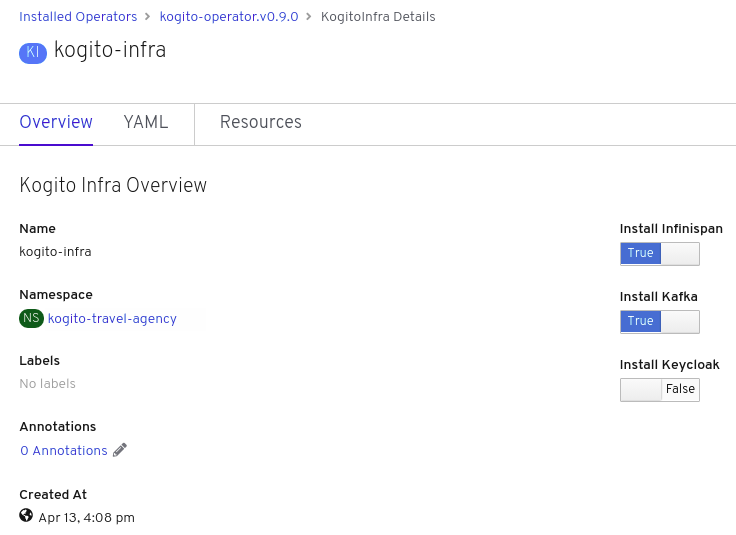 Installed Operators > kogito-operator.v0.9.0 > KogitoInfra Details
KI kogito-infra
Overview YAML Resources
Kogito Infra Overview
Name
kogito-infra
Namespace
NS kogito-travel-agency
Labels
No labels
Annotations
0 Annotations
Created At
Apr 13, 4:08 pm
Install Infinispan
True
Install Kafka
True
Install Keycloak
False